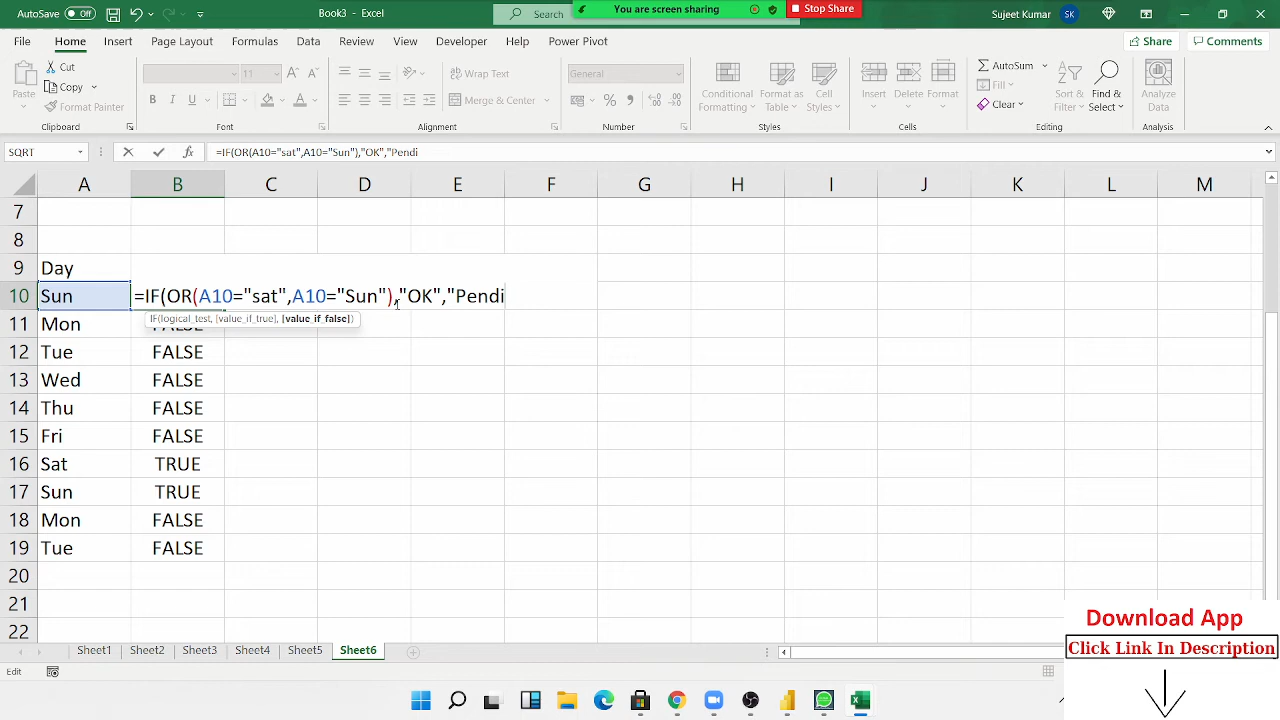 AutoSave Off Book3 - Excel Search You are screen sharing Stop Share Sujeet Kumar SK
File Home Insert Page Layout Formulas Data Review View Developer Help Power Pivot Share Comments
Paste Cut Copy Format Painter
11 B I U Wrap Text Merge & Center General % Conditional Formatting Format as Table Cell Styles Insert Delete Format AutoSum Fill Clear Sort & Filter Find & Select Analyze Data
Clipboard Font Alignment Number Styles Cells Editing Analysis
SQRT fx =IF(OR(A10="sat",A10="Sun"),"OK","Pendi
A B C D E F G H I J K L M
7
8
9 Day
10 Sun =IF(OR(A10="sat",A10="Sun"),"OK","Pendi
IF(logical_test, [value_if_true], [value_if_false])
11 Mon FALSE
12 Tue FALSE
13 Wed FALSE
14 Thu FALSE
15 Fri FALSE
16 Sat TRUE
17 Sun TRUE
18 Mon FALSE
19 Tue FALSE
20
21
22
Download App
Click Link In Description
Sheet1 Sheet2 Sheet3 Sheet4 Sheet5 Sheet6
Edit